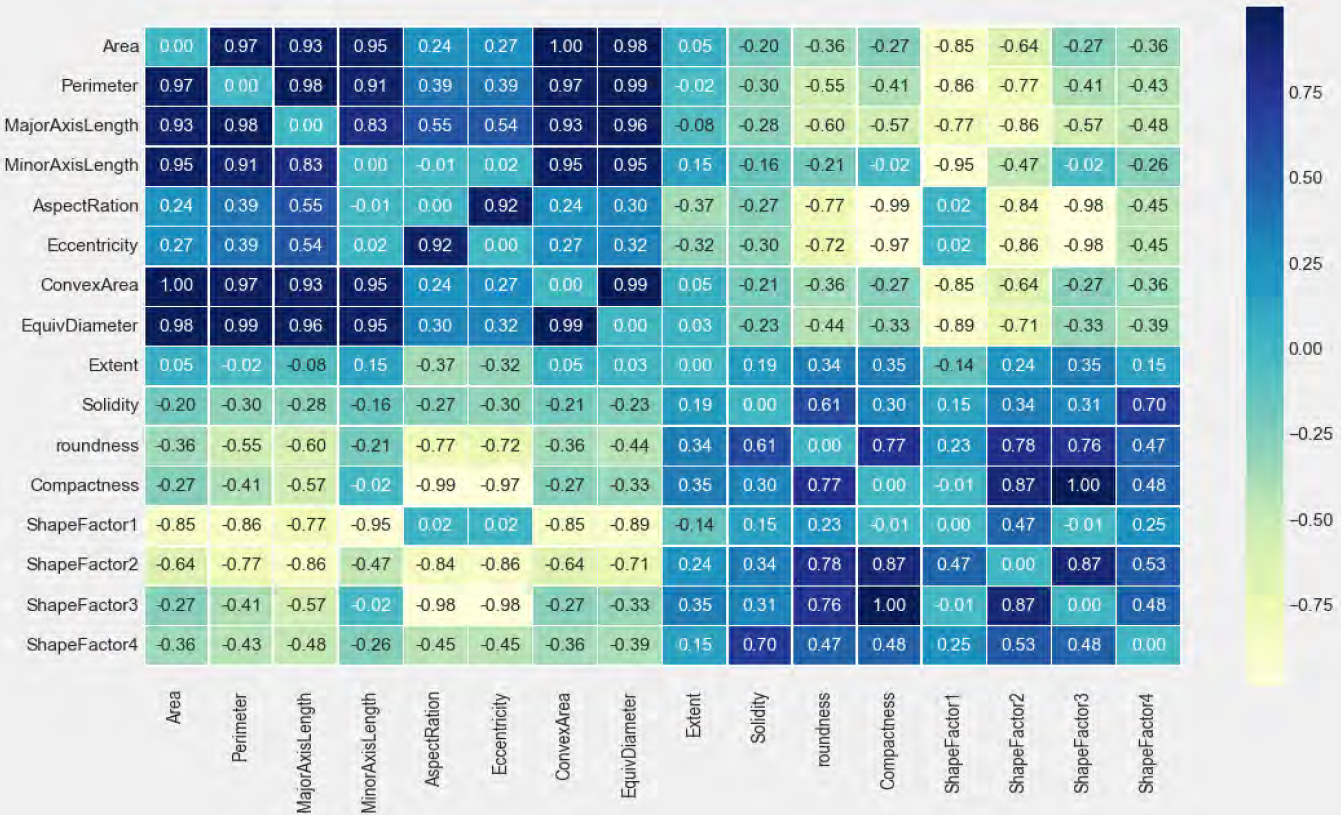 Area 0.00 0.97 0.93 0.95 0.24 0.27 1.00 0.98 0.05 -0.20 -0.36 -0.27 -0.85 -0.64 -0.27 -0.36
Perimeter 0.97 0.00 0.98 0.91 0.39 0.39 0.97 0.99 -0.02 -0.30 -0.55 -0.41 -0.86 -0.77 -0.41 -0.43
MajorAxisLength 0.93 0.98 0.00 0.83 0.55 0.54 0.93 0.96 -0.08 -0.28 -0.60 -0.57 -0.77 -0.86 -0.57 -0.48
MinorAxisLength 0.95 0.91 0.83 0.00 -0.01 0.02 0.95 0.95 0.15 -0.16 -0.21 -0.02 -0.95 -0.47 -0.02 -0.26
AspectRation 0.24 0.39 0.55 -0.01 0.00 0.92 0.24 0.30 -0.37 -0.27 -0.77 -0.99 0.02 -0.84 -0.98 -0.45
Eccentricity 0.27 0.39 0.54 0.02 0.92 0.00 0.27 0.32 -0.32 -0.30 -0.72 -0.97 0.02 -0.86 -0.98 -0.45
ConvexArea 1.00 0.97 0.93 0.95 0.24 0.27 0.00 0.99 0.05 -0.21 -0.36 -0.27 -0.85 -0.64 -0.27 -0.36
EquivDiameter 0.98 0.99 0.96 0.95 0.30 0.32 0.99 0.00 0.03 -0.23 -0.44 -0.33 -0.89 -0.71 -0.33 -0.39
Extent 0.05 -0.02 -0.08 0.15 -0.37 -0.32 0.05 0.03 0.00 0.19 0.34 0.35 -0.14 0.24 0.35 0.15
Solidity -0.20 -0.30 -0.28 -0.16 -0.27 -0.30 -0.21 -0.23 0.19 0.00 0.61 0.30 0.15 0.34 0.31 0.70
roundness -0.36 -0.55 -0.60 -0.21 -0.77 -0.72 -0.36 -0.44 0.34 0.61 0.00 0.77 0.23 0.78 0.76 0.47
Compactness -0.27 -0.41 -0.57 -0.02 -0.99 -0.97 -0.27 -0.33 0.35 0.30 0.77 0.00 -0.01 0.87 1.00 0.48
ShapeFactor1 -0.85 -0.86 -0.77 -0.95 0.02 0.02 -0.85 -0.89 -0.14 0.15 0.23 -0.01 0.00 0.47 -0.01 0.25
ShapeFactor2 -0.64 -0.77 -0.86 -0.47 -0.84 -0.86 -0.64 -0.71 0.24 0.34 0.78 0.87 0.47 0.00 0.87 0.53
ShapeFactor3 -0.27 -0.41 -0.57 -0.02 -0.98 -0.98 -0.27 -0.33 0.35 0.31 0.76 1.00 -0.01 0.87 0.00 0.48
ShapeFactor4 -0.36 -0.43 -0.48 -0.26 -0.45 -0.45 -0.36 -0.39 0.15 0.70 0.47 0.48 0.25 0.53 0.48 0.00
Area
Perimeter
MajorAxisLength
MinorAxisLength
AspectRation
Eccentricity
ConvexArea
EquivDiameter
Extent
Solidity
roundness
Compactness
ShapeFactor1
ShapeFactor2
ShapeFactor3
ShapeFactor4
0.75
0.50
0.25
0.00
−0.25
−0.50
−0.75